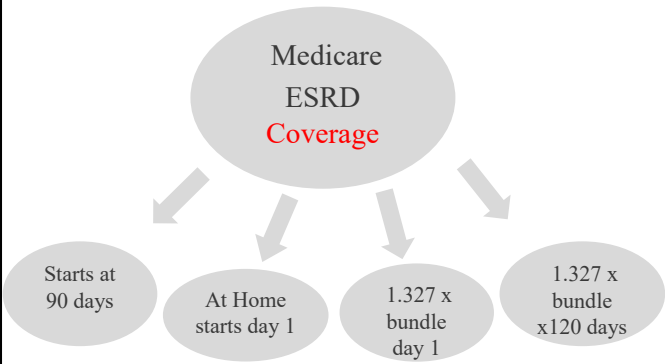 Medicare
ESRD
Coverage
Starts at
90 days
At Home
starts day 1
1.327 x
bundle
day 1
1.327 x
bundle
x120 days